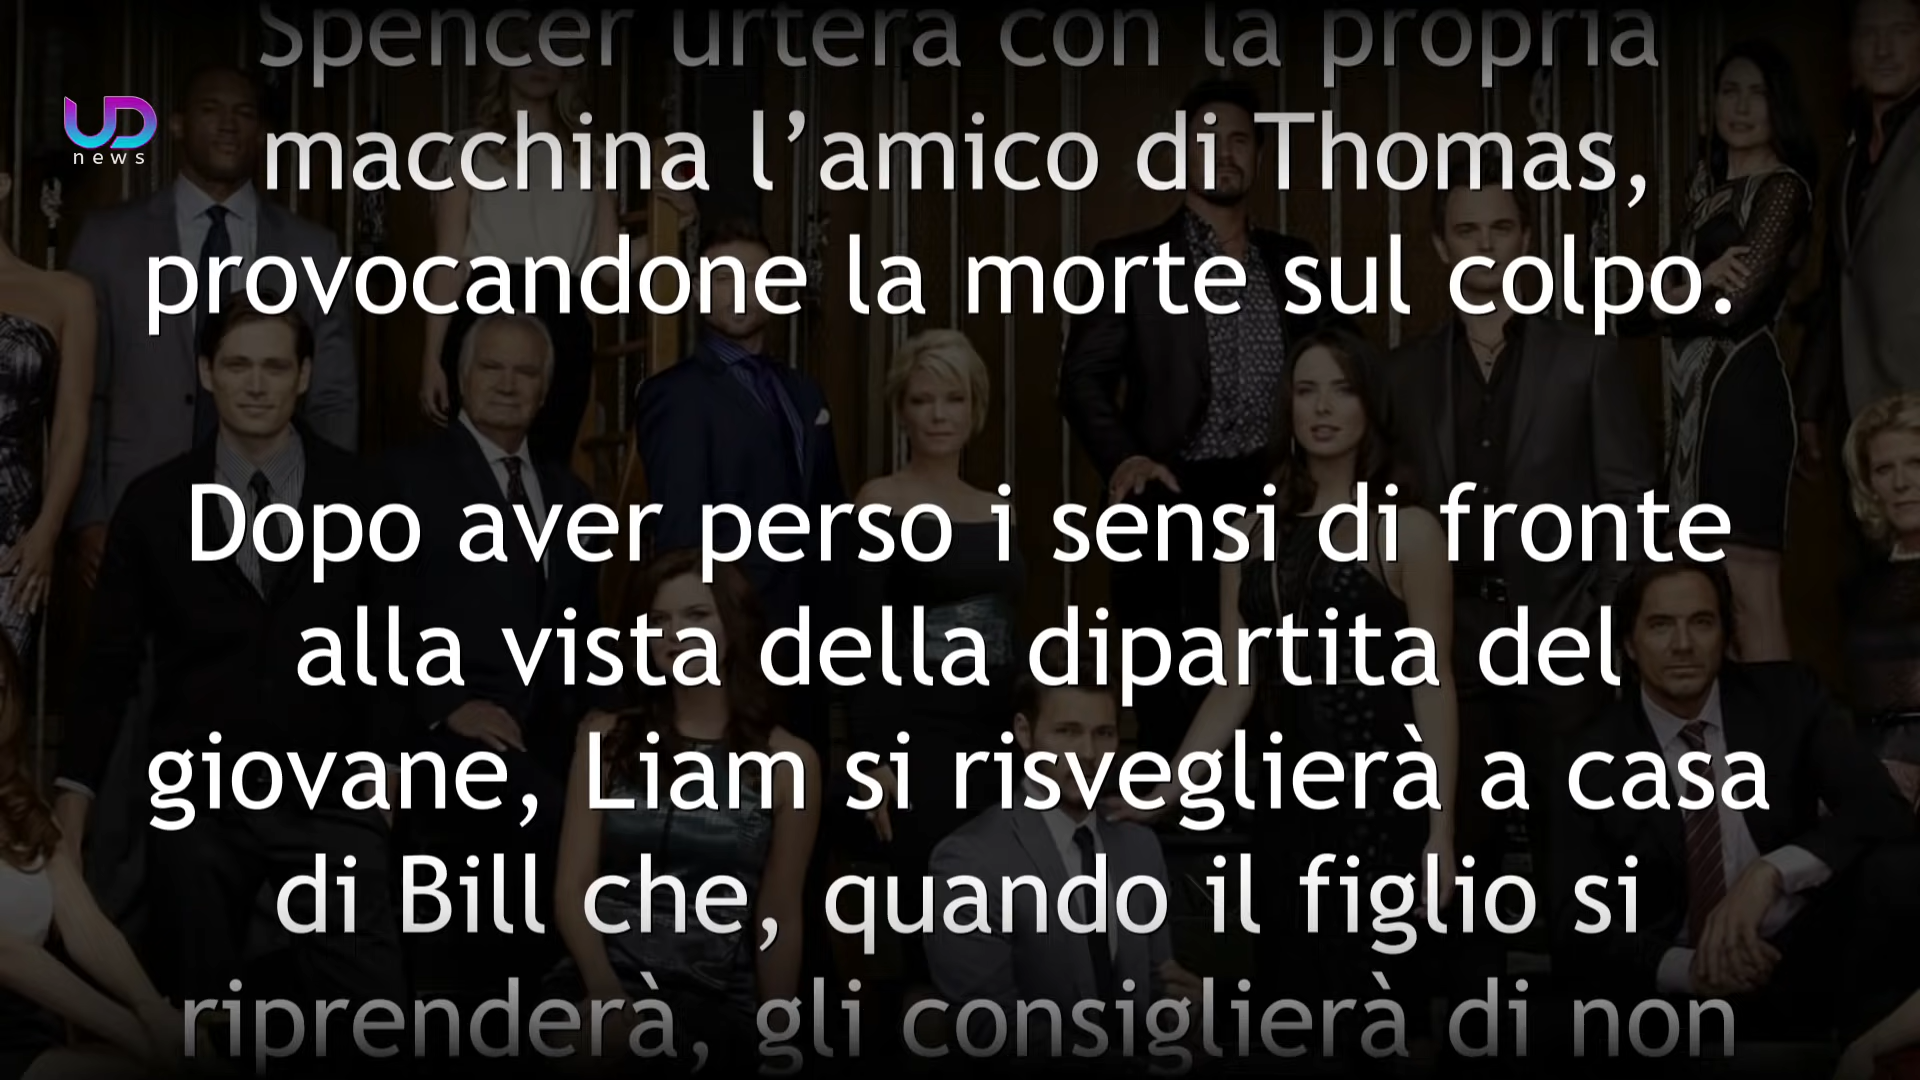 Spencer urterà con la propria
UD
news
macchina l’amico di Thomas,
provocandone la morte sul colpo.
Dopo aver perso i sensi di fronte
alla vista della dipartita del
giovane, Liam si risveglierà a casa
di Bill che, quando il figlio si
riprenderà, gli consiglierà di non